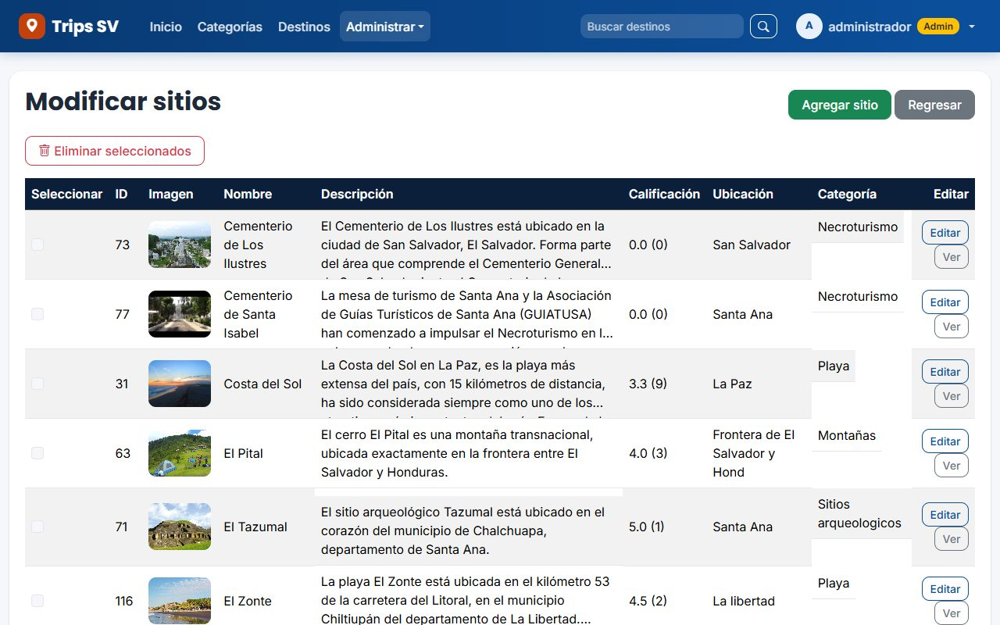 Trips SV
Inicio
Categorías
Destinos
Administrar
Buscar destinos
A
administrador
Admin
Modificar sitios
Agregar sitio
Regresar
Eliminar seleccionados
Seleccionar ID Imagen Nombre Descripción Calificación Ubicación Categoría Editar
73
Cementerio
de Los
Ilustres
El Cementerio de Los Ilustres está ubicado en la
ciudad de San Salvador, El Salvador. Forma parte
del área que comprende el Cementerio General...
0.0 (0)
San Salvador
Necroturismo
Editar
Ver
77
Cementerio
de Santa
Isabel
La mesa de turismo de Santa Ana y la Asociación
de Guías Turísticos de Santa Ana (GUIATUSA)
han comenzado a impulsar el Necroturismo en l...
0.0 (0)
Santa Ana
Necroturismo
Editar
Ver
31
Costa del Sol
La Costa del Sol en La Paz, es la playa más
extensa del país, con 15 kilómetros de distancia,
ha sido considerada siempre como uno de los...
3.3 (9)
La Paz
Playa
Editar
Ver
63
El Pital
El cerro El Pital es una montaña transnacional,
ubicada exactamente en la frontera entre El
Salvador y Honduras.
4.0 (3)
Frontera de El
Salvador y
Hond
Montañas
Editar
Ver
71
El Tazumal
El sitio arqueológico Tazumal está ubicado en el
corazón del municipio de Chalchuapa,
departamento de Santa Ana.
5.0 (1)
Santa Ana
Sitios
arqueologicos
Editar
Ver
116
El Zonte
La playa El Zonte está ubicada en el kilómetro 53
de la carretera del Litoral, en el municipio
Chiltiupán del departamento de La Libertad....
4.5 (2)
La libertad
Playa
Editar
Ver